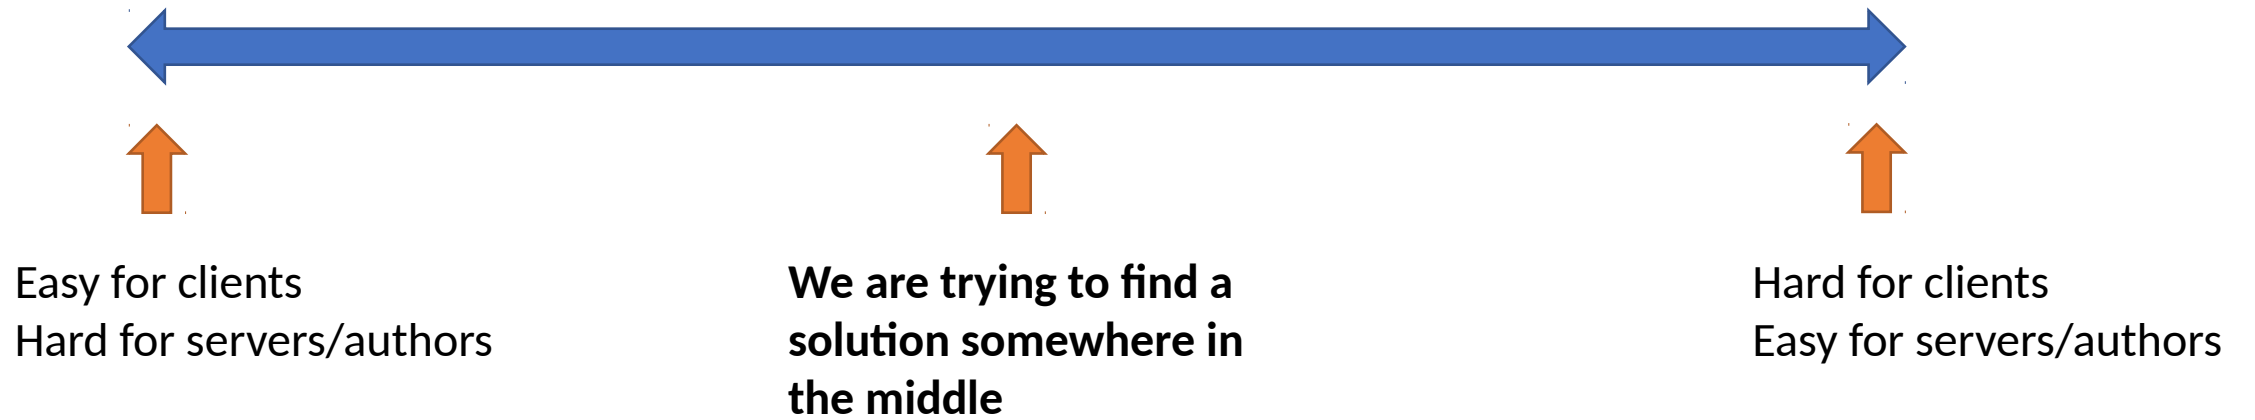 Easy for clients
Hard for servers/authors
We are trying to find a
solution somewhere in
the middle
Hard for clients
Easy for servers/authors